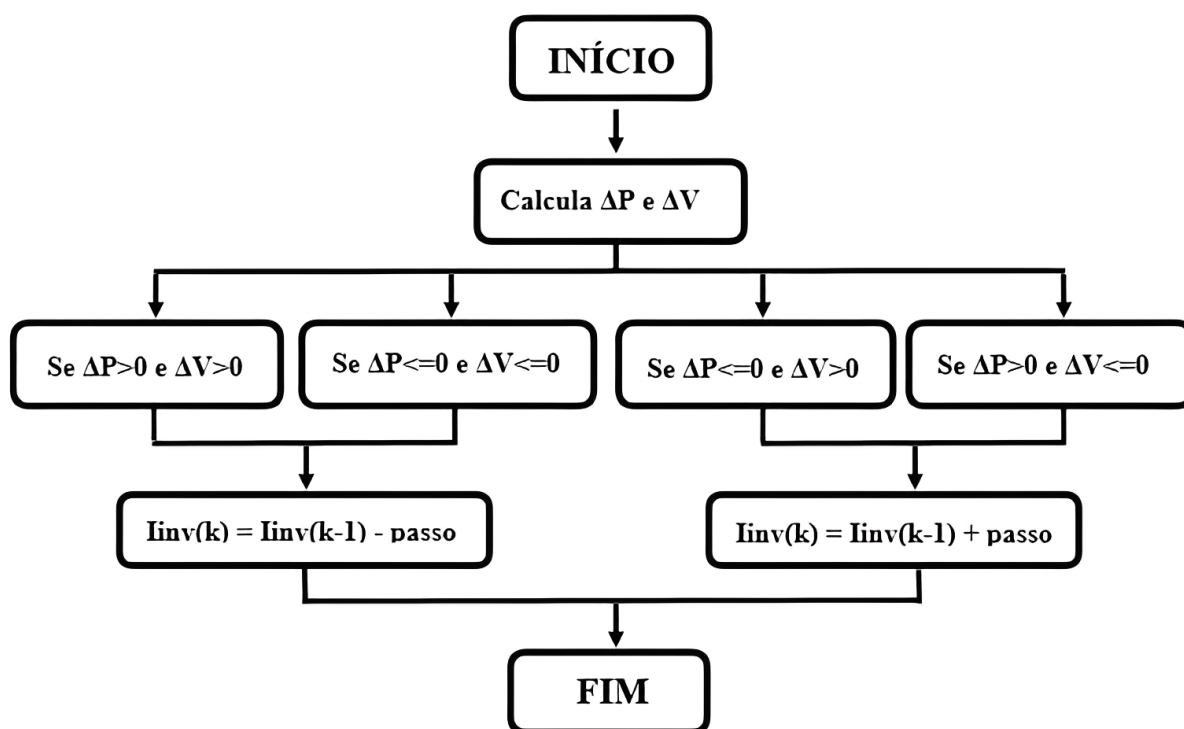 INÍCIO
Calcula ΔP e ΔV
Se ΔP>0 e ΔV>0
Se ΔP<=0 e ΔV<=0
Se ΔP<=0 e ΔV>0
Se ΔP>0 e ΔV<=0
Iinv(k) = Iinv(k-1) - passo
Iinv(k) = Iinv(k-1) + passo
FIM